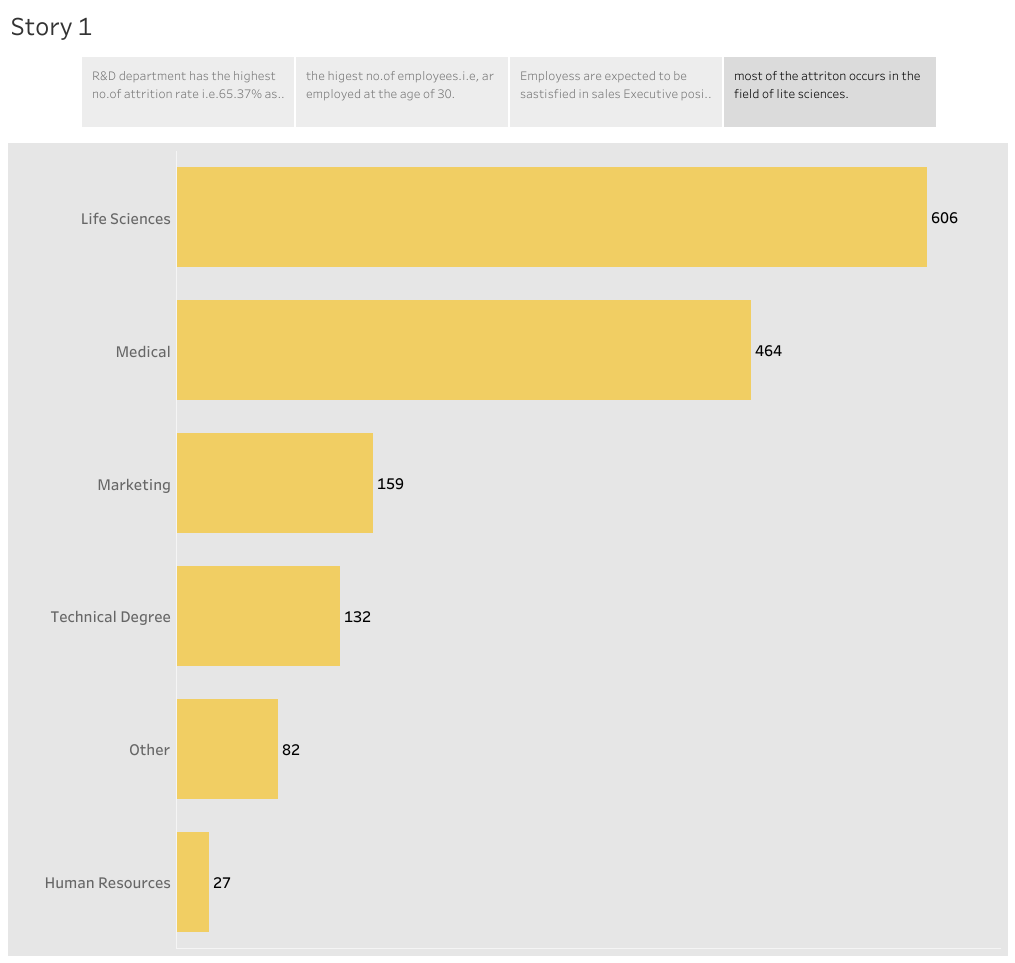 Story 1
R&D department has the highest
no.of attrition rate i.e.65.37% as..
the higest no.of employees.i.e, ar
employed at the age of 30.
Employess are expected to be
sastisfied in sales Executive posi..
most of the attriton occurs in the
field of lite sciences.
Life Sciences 606
Medical 464
Marketing 159
Technical Degree 132
Other 82
Human Resources 27